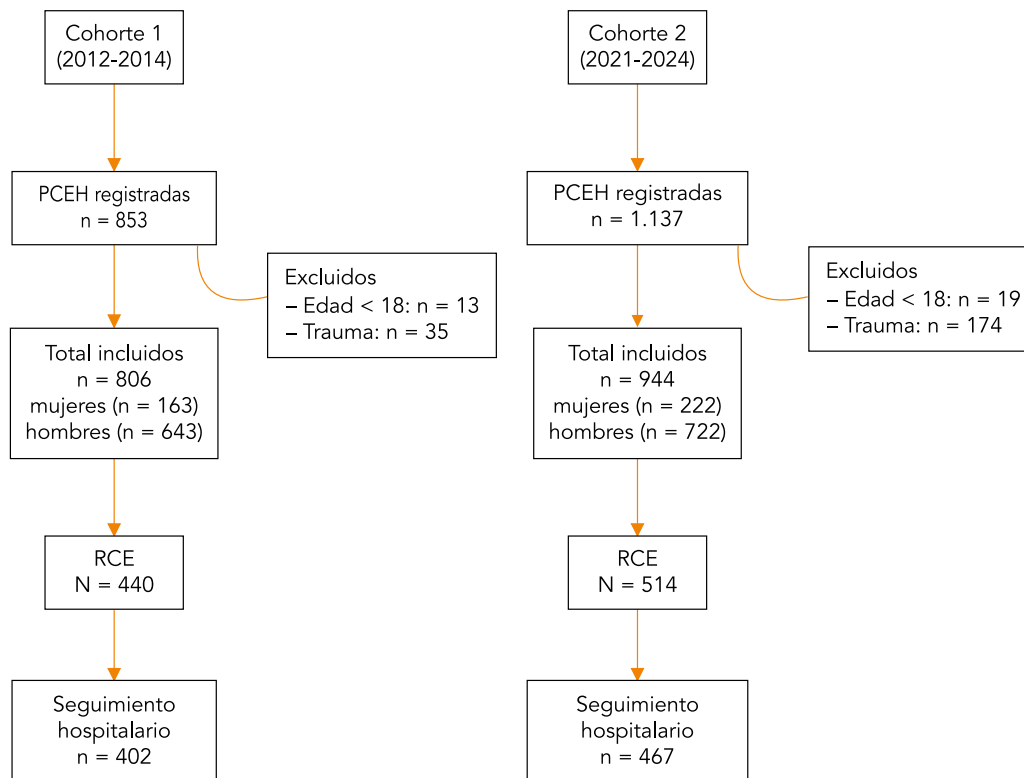 Cohorte 1
(2012-2014)
PCEH registradas
n = 853
Excluidos
– Edad < 18: n = 13
– Trauma: n = 35
Total incluidos
n = 806
mujeres (n = 163)
hombres (n = 643)
RCE
N = 440
Seguimiento
hospitalario
n = 402
Cohorte 2
(2021-2024)
PCEH registradas
n = 1.137
Excluidos
– Edad < 18: n = 19
– Trauma: n = 174
Total incluidos
n = 944
mujeres (n = 222)
hombres (n = 722)
RCE
N = 514
Seguimiento
hospitalario
n = 467